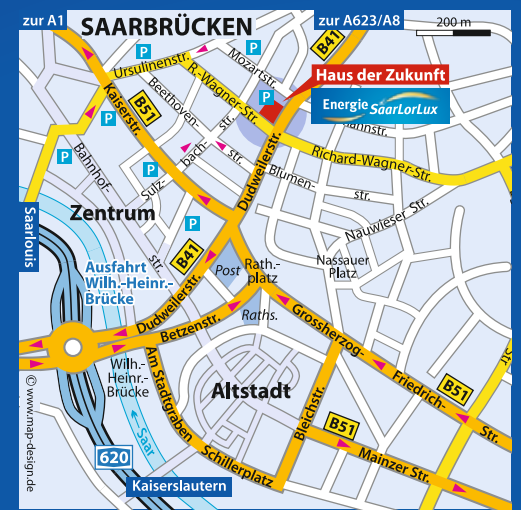 zur A1
SAARBRÜCKEN
zur A623/A8
200 m
B41
P
P
Ursulinenstr.
Mozartstr.
R.-Wagner-Str.
Haus der Zukunft
Energie SaarLorLux
P
P
P
P
P
P
B51
Kaiserstr.
Beethoven-
str.
Bahnhof-
str.
Sulz-
bach-
str.
Dudweilerstr.
Richard-Wagner-Str.
Blumen-
str.
Nauwieser Str.
Zentrum
Saarlouis
Nassauer
Platz
B41
Ausfahrt
Wilh.-Heinr.-
Brücke
Post
Rath.-
platz
Raths.
Dudweilerstr.
Betzenstr.
Grossherzog-
Friedrich-
Str.
B51
Wilh.-
Heinr.-
Brücke
Am Stadtgraben
Altstadt
Bleichstr.
B51
Mainzer Str.
Schillerplatz
← Saar
620
Kaiserslautern
© www.map-design.de